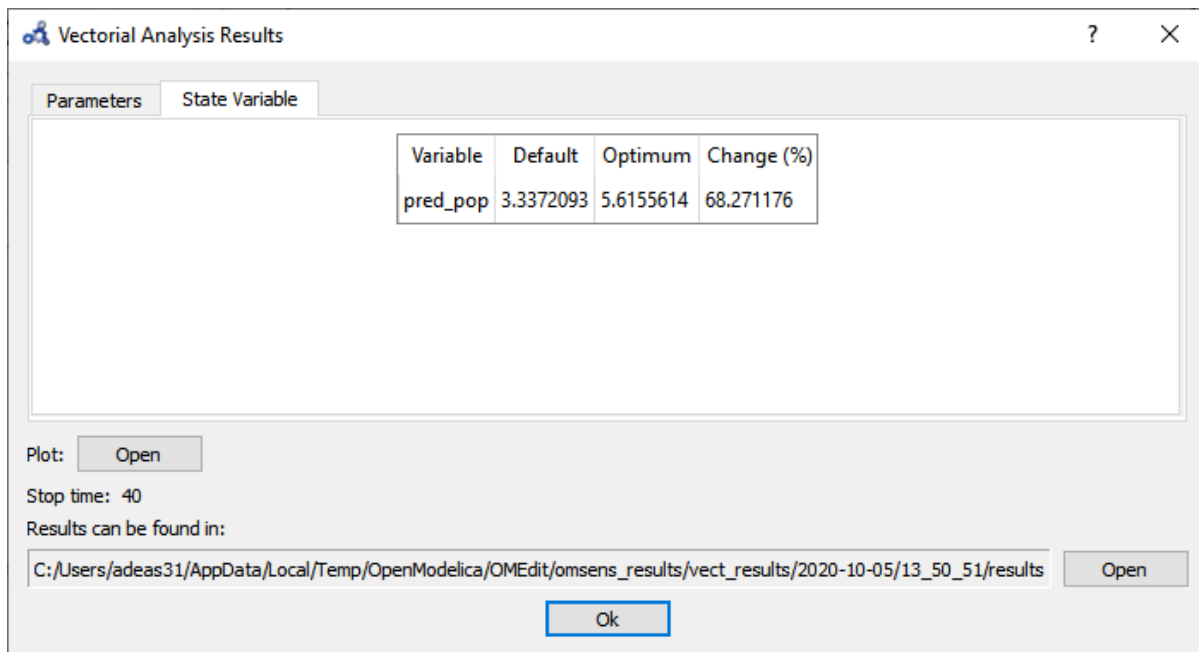 Vectorial Analysis Results ?
Parameters State Variable
Variable Default Optimum Change (%)
pred_pop 3.3372093 5.6155614 68.271176
Plot: Open
Stop time: 40
Results can be found in:
C:/Users/adeas31/AppData/Local/Temp/OpenModelica/OMEdit/omsens_results/vect_results/2020-10-05/13_50_51/results Open
Ok